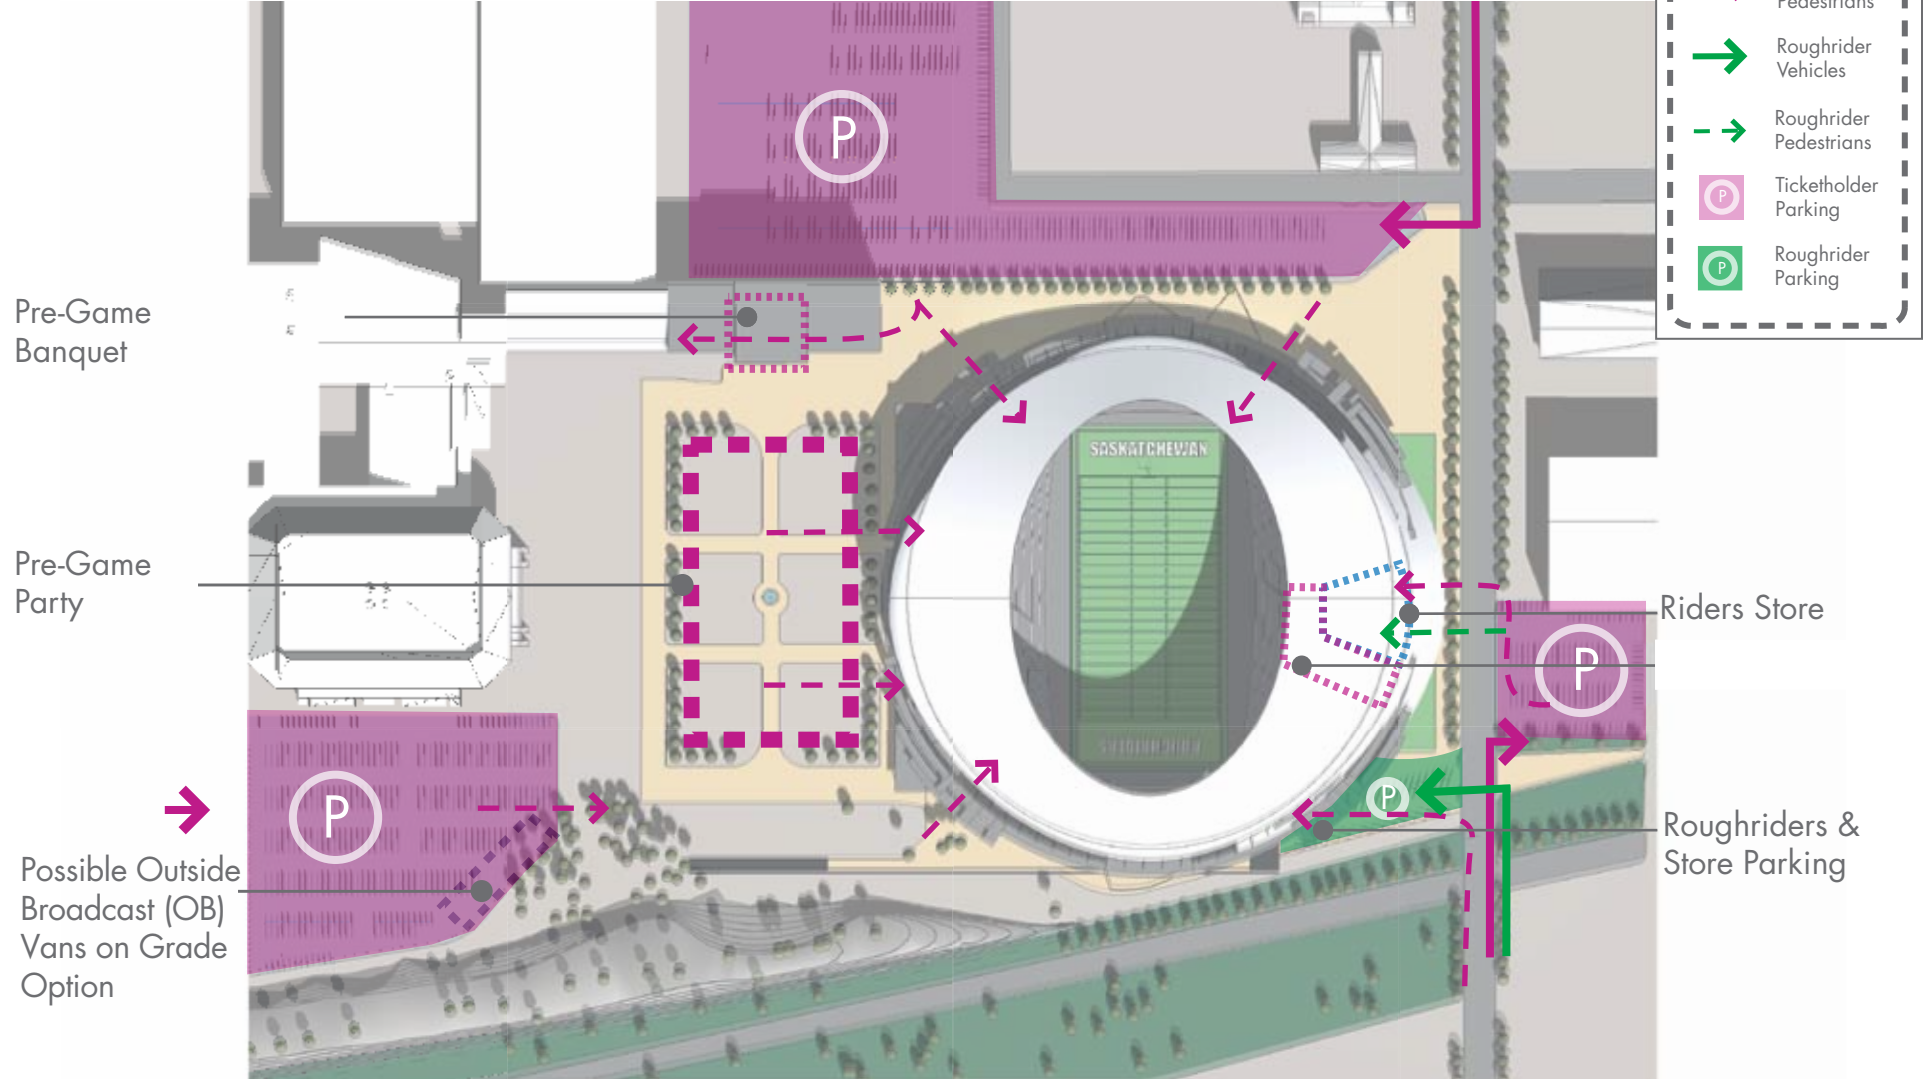 Pedestrians
Roughrider
Vehicles
Roughrider
Pedestrians
P
Ticketholder
Parking
P
Roughrider
Parking
P
Pre-Game
Banquet
SASKATCHEWAN
Pre-Game
Party
Riders Store
P
P
P
Roughriders &
Store Parking
Possible Outside
Broadcast (OB)
Vans on Grade
Option